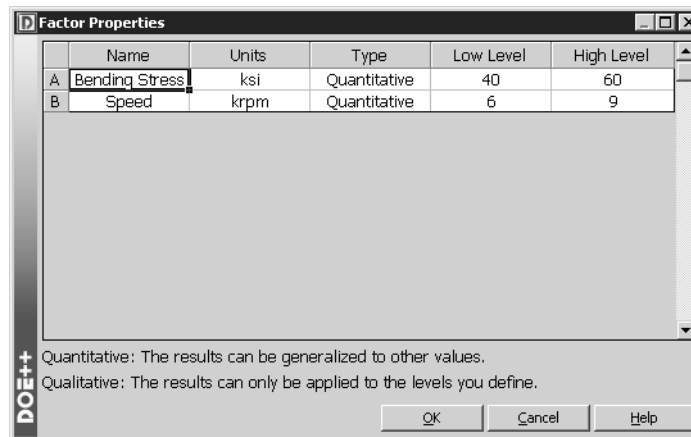 Factor Properties
Name Units Type Low Level High Level
A Bending Stress ksi Quantitative 40 60
B Speed krpm Quantitative 6 9
Quantitative: The results can be generalized to other values.
Qualitative: The results can only be applied to the levels you define.
DOE++
OK Cancel Help